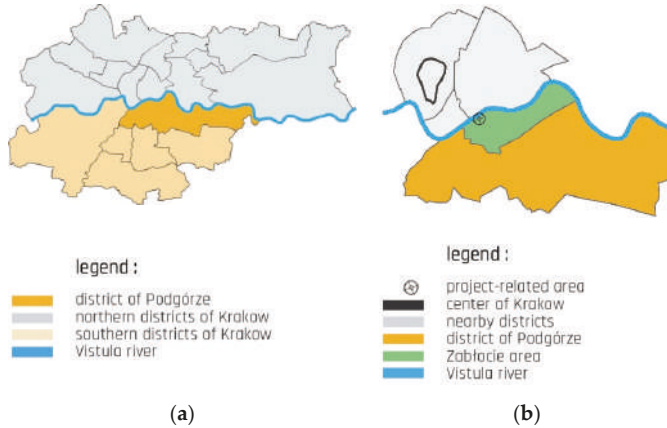 legend :
district of Podgórze
northern districts of Krakow
southern districts of Krakow
Vistula river
(a)
legend :
project-related area
center of Krakow
nearby districts
district of Podgórze
Zabłocie area
Vistula river
(b)